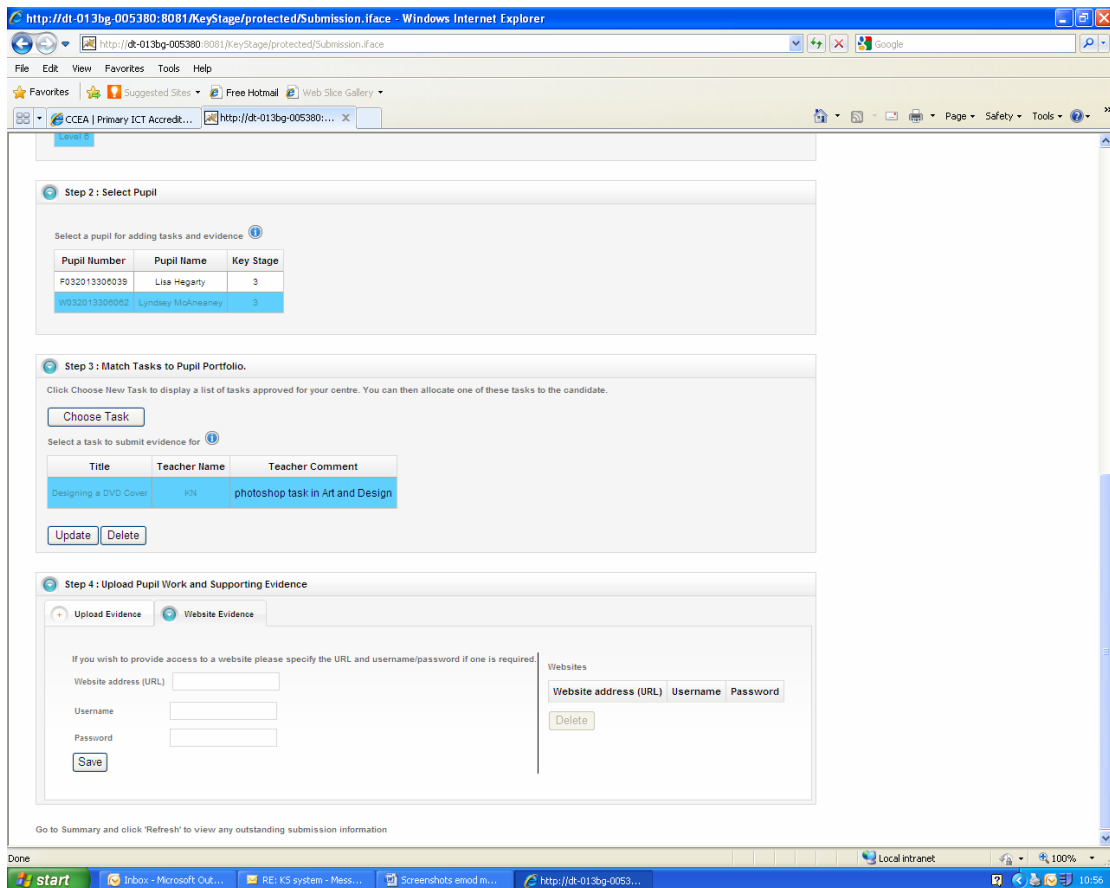 http://dt-013bg-005380:8081/KeyStage/protected/Submission.iface - Windows Internet Explorer
http://dt-013bg-005380:8081/KeyStage/protected/Submission.iface
Google
File Edit View Favorites Tools Help
Favorites Suggested Sites Free Hotmail Web Slice Gallery
CCEA | Primary ICT Accredit... http://dt-013bg-005380:... X Page Safety Tools »
Level 6
Step 2 : Select Pupil
Select a pupil for adding tasks and evidence
Pupil Number Pupil Name Key Stage
F032013306039 Lisa Hegarty 3
W032013306062 Lyndsey McAneaney 3
Step 3 : Match Tasks to Pupil Portfolio.
Click Choose New Task to display a list of tasks approved for your centre. You can then allocate one of these tasks to the candidate.
Choose Task
Select a task to submit evidence for
Title Teacher Name Teacher Comment
Designing a DVD Cover KN photoshop task in Art and Design
Update Delete
Step 4 : Upload Pupil Work and Supporting Evidence
Upload Evidence Website Evidence
If you wish to provide access to a website please specify the URL and username/password if one is required.
Website address (URL)
Username
Password
Save
Websites
Website address (URL) Username Password
Delete
Go to Summary and click 'Refresh' to view any outstanding submission information
Done Local intranet 100%
start Inbox - Microsoft Out... RE: KS system - Mess... Screenshots emod m... http://dt-013bg-0053... 10:56